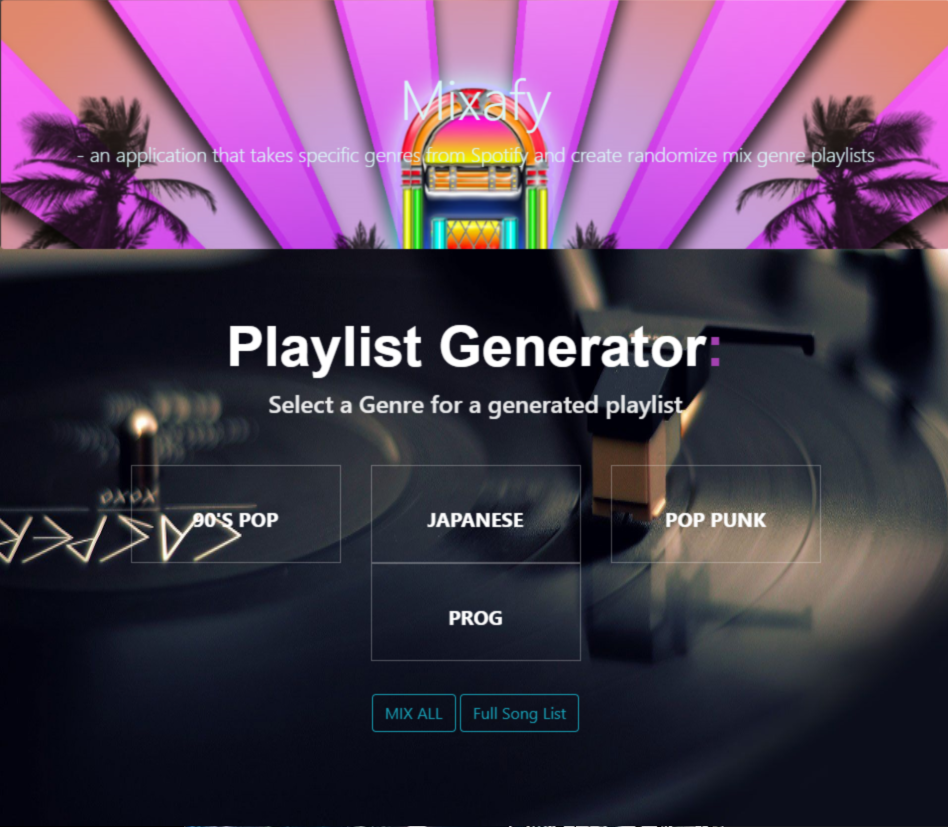 Mixafy
- an application that takes specific genres from Spotify and create randomize mix genre playlists
Playlist Generator:
Select a Genre for a generated playlist
OXOXO
90'S POP
JAPANESE
POP PUNK
PROG
MIX ALL
Full Song List